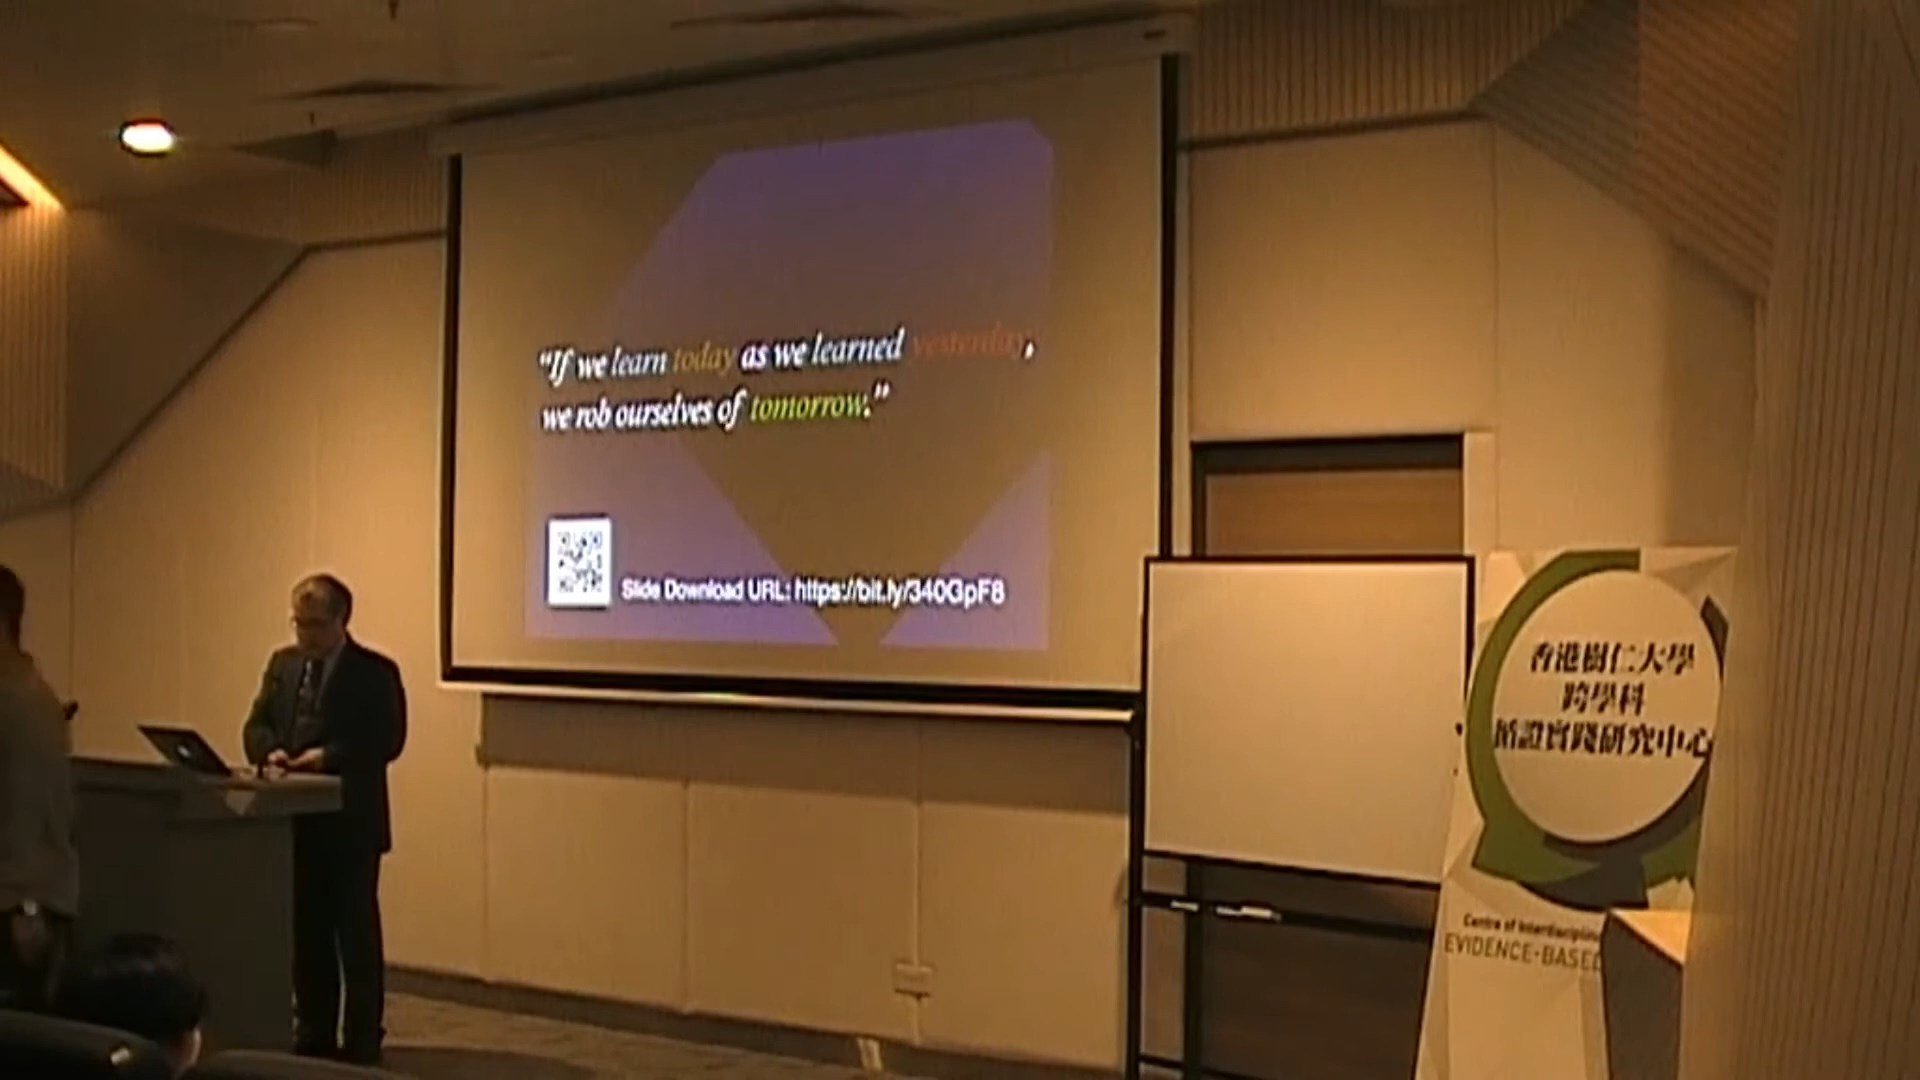 “If we learn today as we learned yesterday,
we rob ourselves of tomorrow.”
Slide Download URL: https://bit.ly/340GpF8
香港樹仁大學
跨學科
循證實踐研究中心
Centre of Interdisciplin
EVIDENCE-BASED